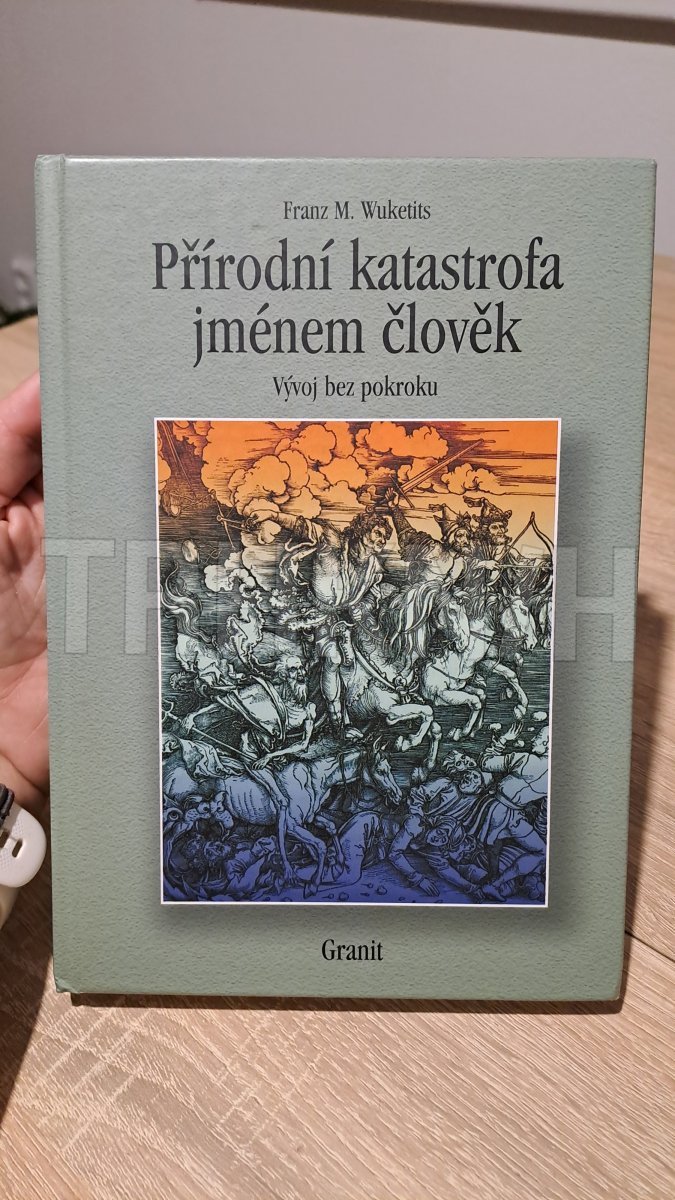 Franz M. Wuketits
Přírodní katastrofa
jménem člověk
Vývoj bez pokroku
Granit